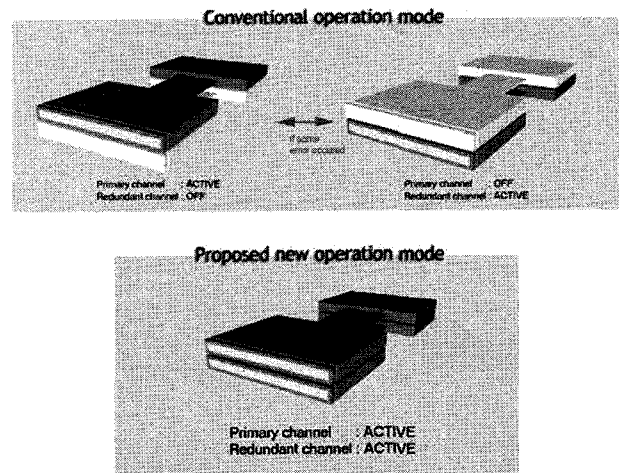 Conventional operation mode
if some
error occused
Primary channel : ACTIVE
Redundant channel : OFF
Primary channel : OFF
Redundant channel : ACTIVE
Proposed new operation mode
Primary channel : ACTIVE
Redundant channel : ACTIVE